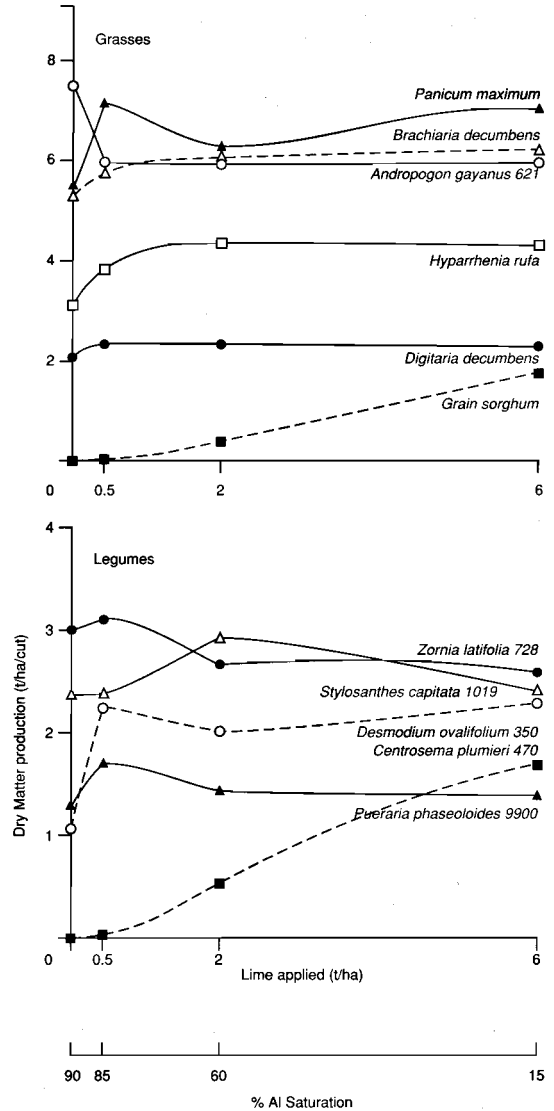 Grasses
8
Panicum maximum
Brachiaria decumbens
6
Andropogon gayanus 621
4
Hyparrhenia rufa
Digitaria decumbens
2
Grain sorghum
0 0.5 2 6
4
Legumes
3
Zornia latifolia 728
Stylosanthes capitata 1019
2
Desmodium ovalifolium 350
Centrosema plumieri 470
Pueraria phaseoloides 9900
1
Dry Matter production (t/ha/cut)
0 0.5 2 6
Lime applied (t/ha)
90 85 60 15
% Al Saturation